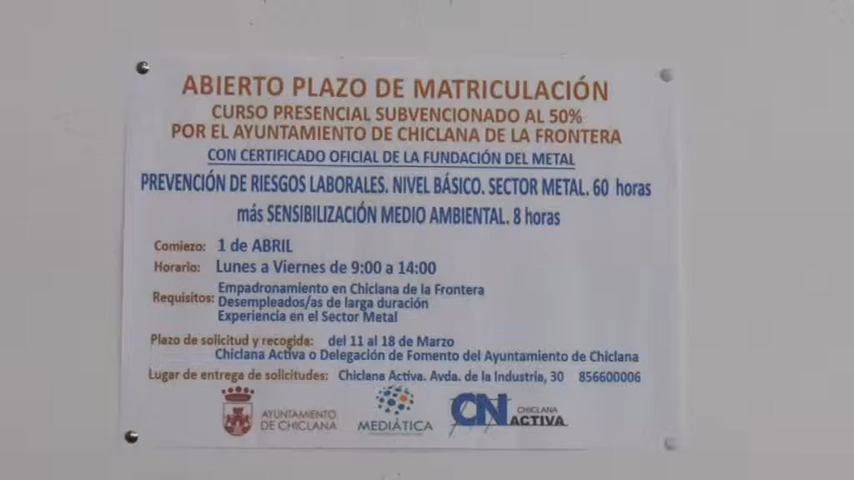 ABIERTO PLAZO DE MATRICULACIÓN
CURSO PRESENCIAL SUBVENCIONADO AL 50%
POR EL AYUNTAMIENTO DE CHICLANA DE LA FRONTERA
CON CERTIFICADO OFICIAL DE LA FUNDACIÓN DEL METAL
PREVENCIÓN DE RIESGOS LABORALES. NIVEL BÁSICO. SECTOR METAL. 60 horas
más SENSIBILIZACIÓN MEDIO AMBIENTAL. 8 horas
Comiezo: 1 de ABRIL
Horario: Lunes a Viernes de 9:00 a 14:00
Requisitos: Empadronamiento en Chiclana de la Frontera
Desempleados/as de larga duración
Experiencia en el Sector Metal
Plazo de solicitud y recogida: del 11 al 18 de Marzo
Chiclana Activa o Delegación de Fomento del Ayuntamiento de Chiclana
Lugar de entrega de solicitudes: Chiclana Activa. Avda. de la Industria, 30 856600006
AYUNTAMIENTO
DE CHICLANA
MEDIÁTICA
CN CHICLANA
ACTIVA